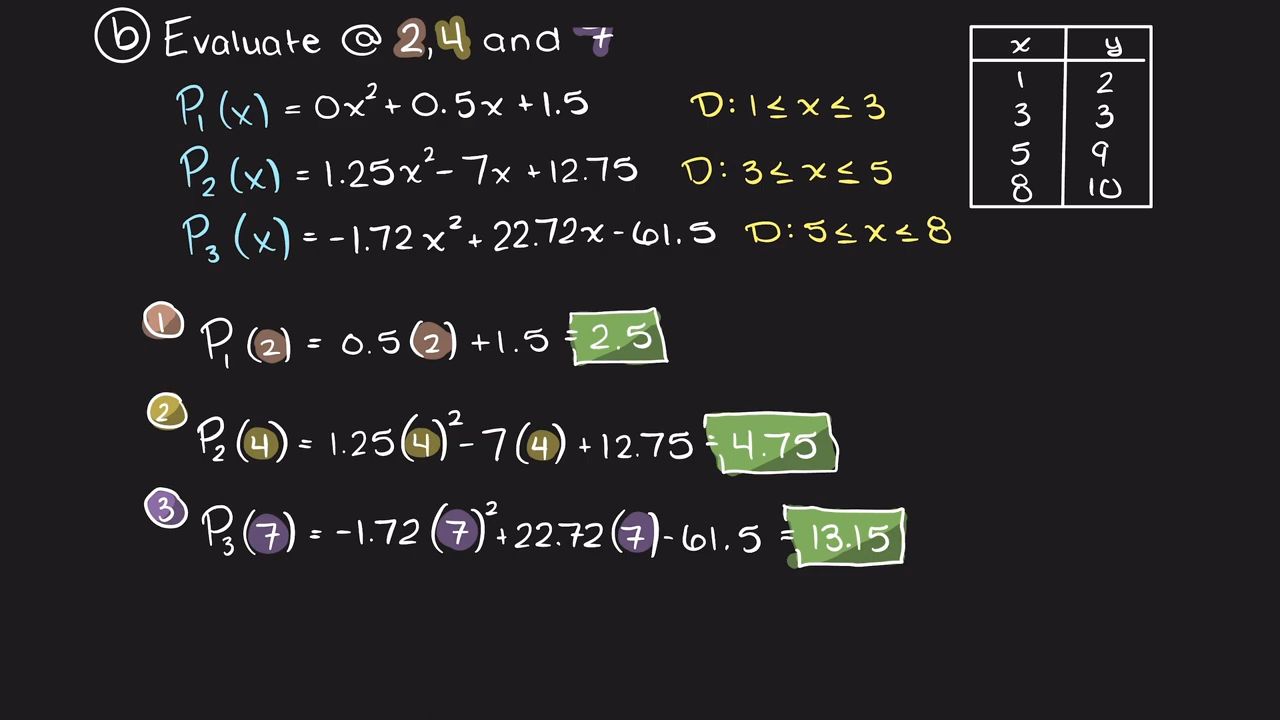 b Evaluate @ 2, 4 and 7
P₁(x) = 0x² + 0.5x + 1.5 D: 1 ≤ x ≤ 3
P₂(x) = 1.25x² - 7x + 12.75 D: 3 ≤ x ≤ 5
P₃(x) = -1.72x² + 22.72x - 61.5 D: 5 ≤ x ≤ 8
x y
1 2
3 3
5 9
8 10
1 P₁(2) = 0.5(2) + 1.5 = 2.5
2 P₂(4) = 1.25(4)² - 7(4) + 12.75 = 4.75
3 P₃(7) = -1.72(7)² + 22.72(7) - 61.5 = 13.15